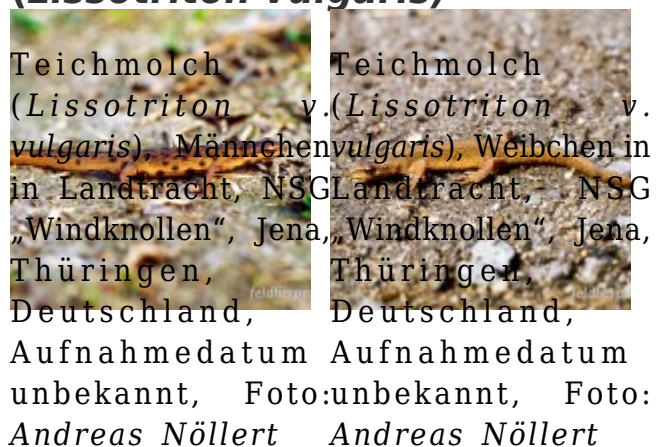 (Lissotriton vulgaris)
Teichmolch
(Lissotriton v.
vulgaris), Männchen
in Landtracht, NSG
„Windknollen“, Jena,
Thüringen,
Deutschland,
Aufnahmedatum
unbekannt, Foto:
Andreas Nöllert
Teichmolch
(Lissotriton v.
vulgaris), Weibchen in
Landtracht, NSG
„Windknollen“, Jena,
Thüringen,
Deutschland,
Aufnahmedatum
unbekannt, Foto:
Andreas Nöllert